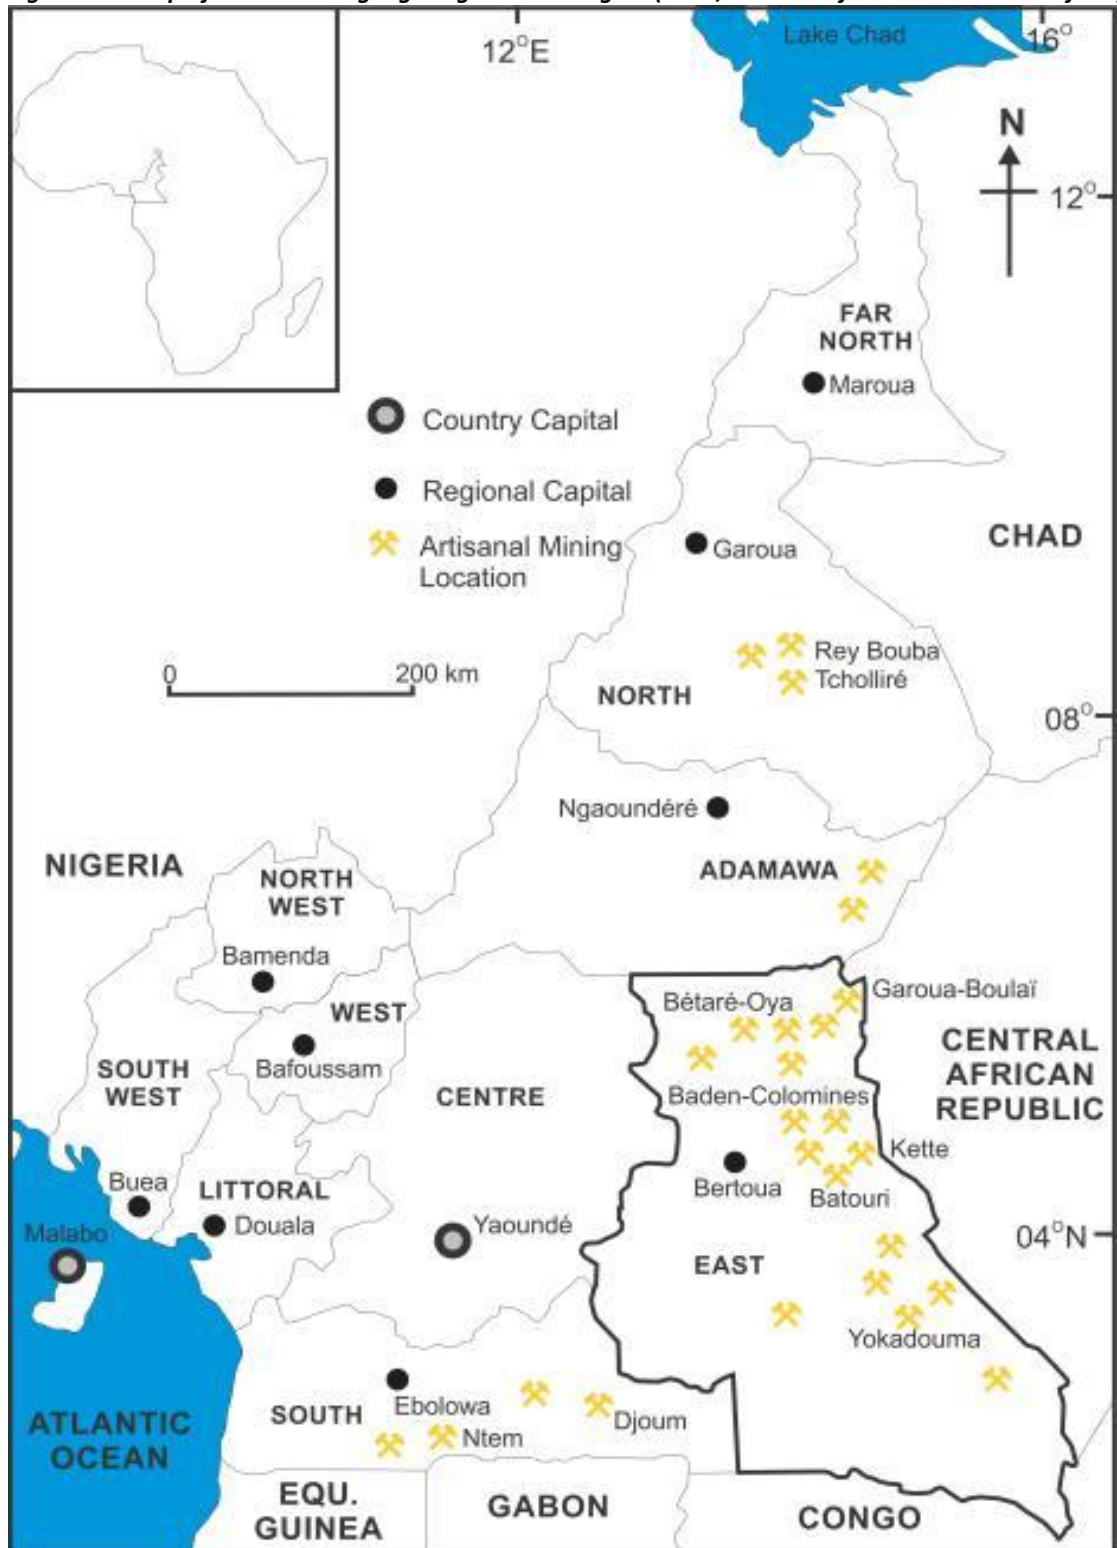 12°E
Lake Chad
16°
N
12°
FAR
NORTH
Maroua
Country Capital
Regional Capital
Artisanal Mining
Location
CHAD
Garoua
0
200 km
Rey Bouba
Tcholliré
NORTH
08°
Ngaoundéré
NIGERIA
NORTH
WEST
ADAMAWA
Bamenda
Bétaré-Oya
Garoua-Boulaï
WEST
Bafoussam
SOUTH
WEST
CENTRE
CENTRAL
AFRICAN
REPUBLIC
Baden-Colomines
Kette
Buea
LITTORAL
Bertoua
Batouri
Malabo
Douala
Yaoundé
04°N
EAST
Yokadouma
ATLANTIC
OCEAN
SOUTH
Ebolowa
Ntem
Djoum
EQU.
GUINEA
GABON
CONGO